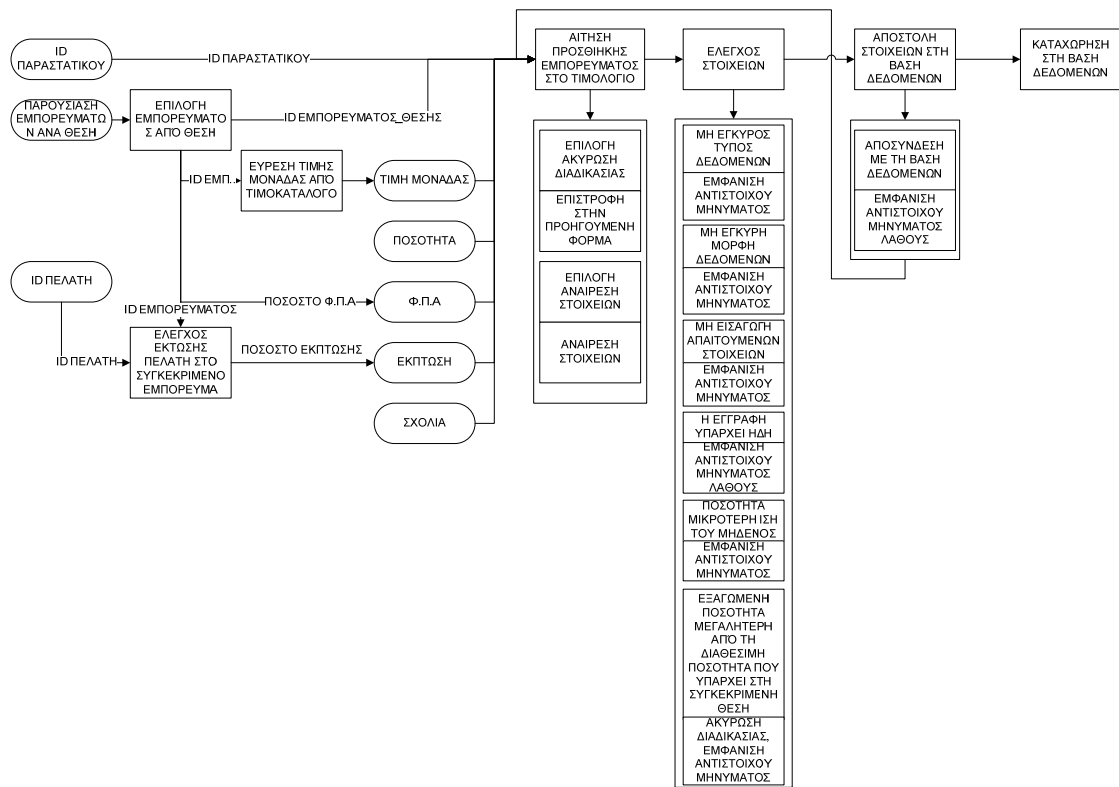 ID
ΠΑΡΑΣΤΑΤΙΚΟΥ
ID ΠΑΡΑΣΤΑΤΙΚΟΥ
ΠΑΡΟΥΣΙΑΣΗ
ΕΜΠΟΡΕΥΜΑΤΩ
Ν ΑΝΑ ΘΕΣΗ
ΕΠΙΛΟΓΗ
ΕΜΠΟΡΕΥΜΑΤΟ
Σ ΑΠΌ ΘΕΣΗ
ID ΕΜΠΟΡΕΥΜΑΤΟΣ_ΘΕΣΗΣ
ID ΕΜΠ..
ΕΥΡΕΣΗ ΤΙΜΗΣ
ΜΟΝΑΔΑΣ ΑΠΌ
ΤΙΜΟΚΑΤΑΛΟΓΟ
ΤΙΜΗ ΜΟΝΑΔΑΣ
ΠΟΣΟΤΗΤΑ
ID ΠΕΛΑΤΗ
ΠΟΣΟΣΤΟ Φ.Π.Α
Φ.Π.Α
ID ΕΜΠΟΡΕΥΜΑΤΟΣ
ID ΠΕΛΑΤΗ
ΕΛΕΓΧΟΣ
ΕΚΤΩΣΗΣ
ΠΕΛΑΤΗ ΣΤΟ
ΣΥΓΚΕΚΡΙΜΕΝΟ
ΕΜΠΟΡΕΥΜΑ
ΠΟΣΟΣΤΟ ΕΚΠΤΩΣΗΣ
ΕΚΠΤΩΣΗ
ΣΧΟΛΙΑ
ΑΙΤΗΣΗ
ΠΡΟΣΘΙΗΚΗΣ
ΕΜΠΟΡΕΥΜΑΤΟΣ
ΣΤΟ ΤΙΜΟΛΟΓΙΟ
ΕΠΙΛΟΓΗ
ΑΚΥΡΩΣΗ
ΔΙΑΔΙΚΑΣΙΑΣ
ΕΠΙΣΤΡΟΦΗ
ΣΤΗΝ
ΠΡΟΗΓΟΥΜΕΝΗ
ΦΟΡΜΑ
ΕΠΙΛΟΓΗ
ΑΝΑΙΡΕΣΗ
ΣΤΟΙΧΕΙΩΝ
ΑΝΑΙΡΕΣΗ
ΣΤΟΙΧΕΙΩΝ
ΕΛΕΓΧΟΣ
ΣΤΟΙΧΕΙΩΝ
ΜΗ ΕΓΚΥΡΟΣ
ΤΥΠΟΣ
ΔΕΔΟΜΕΝΩΝ
ΕΜΦΑΝΙΣΗ
ΑΝΤΙΣΤΟΙΧΟΥ
ΜΗΝΥΜΑΤΟΣ
ΜΗ ΕΓΚΥΡΗ
ΜΟΡΦΗ
ΔΕΔΟΜΕΝΩΝ
ΕΜΦΑΝΙΣΗ
ΑΝΤΙΣΤΟΙΧΟΥ
ΜΗΝΥΜΑΤΟΣ
ΜΗ ΕΙΣΑΓΩΓΗ
ΑΠΑΙΤΟΥΜΕΝΩΝ
ΣΤΟΙΧΕΙΩΝ
ΕΜΦΑΝΙΣΗ
ΑΝΤΙΣΤΟΙΧΟΥ
ΜΗΝΥΜΑΤΟΣ
Η ΕΓΓΡΑΦΗ
ΥΠΑΡΧΕΙ ΗΔΗ
ΕΜΦΑΝΙΣΗ
ΑΝΤΙΣΤΟΙΧΟΥ
ΜΗΝΥΜΑΤΟΣ
ΛΑΘΟΥΣ
ΠΟΣΟΤΗΤΑ
ΜΙΚΡΟΤΕΡΗ ΙΣΗ
ΤΟΥ ΜΗΔΕΝΟΣ
ΕΜΦΑΝΙΣΗ
ΑΝΤΙΣΤΟΙΧΟΥ
ΜΗΝΥΜΑΤΟΣ
ΕΞΑΓΩΜΕΝΗ
ΠΟΣΟΤΗΤΑ
ΜΕΓΑΛΗΤΕΡΗ
ΑΠΌ ΤΗ
ΔΙΑΘΕΣΙΜΗ
ΠΟΣΟΤΗΤΑ ΠΟΥ
ΥΠΑΡΧΕΙ ΣΤΗ
ΣΥΓΚΕΚΡΙΜΕΝΗ
ΘΕΣΗ
ΑΚΥΡΩΣΗ
ΔΙΑΔΙΚΑΣΙΑΣ,
ΕΜΦΑΝΙΣΗ
ΑΝΤΙΣΤΟΙΧΟΥ
ΜΗΝΥΜΑΤΟΣ
ΑΠΟΣΤΟΛΗ
ΣΤΟΙΧΕΙΩΝ ΣΤΗ
ΒΑΣΗ
ΔΕΔΟΜΕΝΩΝ
ΑΠΟΣΥΝΔΕΣΗ
ΜΕ ΤΗ ΒΑΣΗ
ΔΕΔΟΜΕΝΩΝ
ΕΜΦΑΝΙΣΗ
ΑΝΤΙΣΤΟΙΧΟΥ
ΜΗΝΥΜΑΤΟΣ
ΛΑΘΟΥΣ
ΚΑΤΑΧΩΡΗΣΗ
ΣΤΗ ΒΑΣΗ
ΔΕΔΟΜΕΝΩΝ